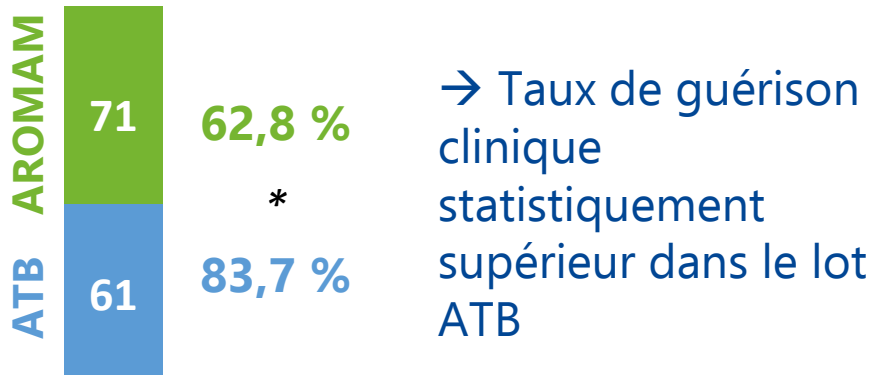 AROMAM
71
62,8 %
*
ATB
61
83,7 %
→ Taux de guérison
clinique
statistiquement
supérieur dans le lot
ATB